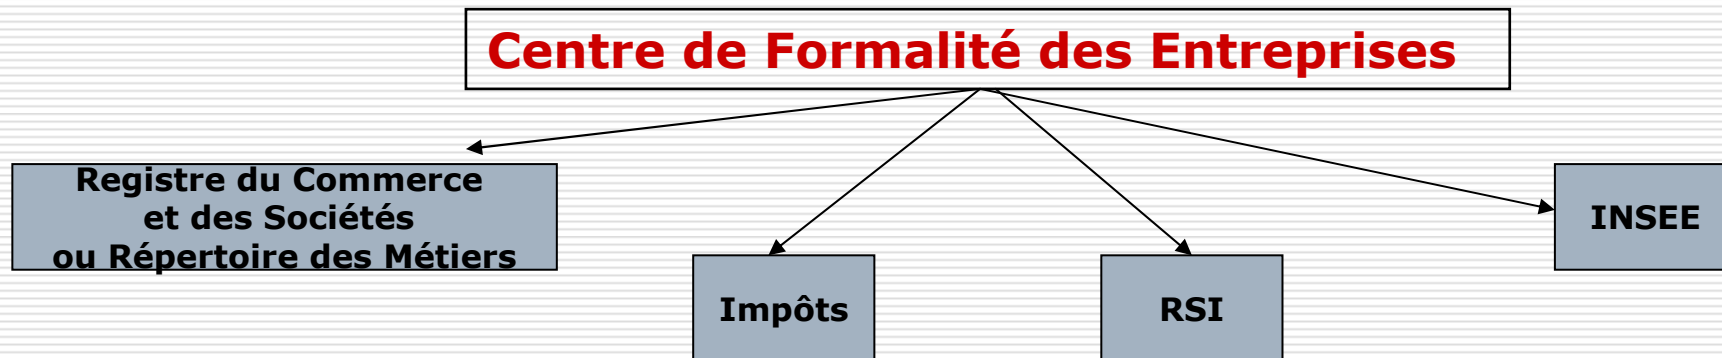 Centre de Formalité des Entreprises
Registre du Commerce
et des Sociétés
ou Répertoire des Métiers
INSEE
Impôts
RSI